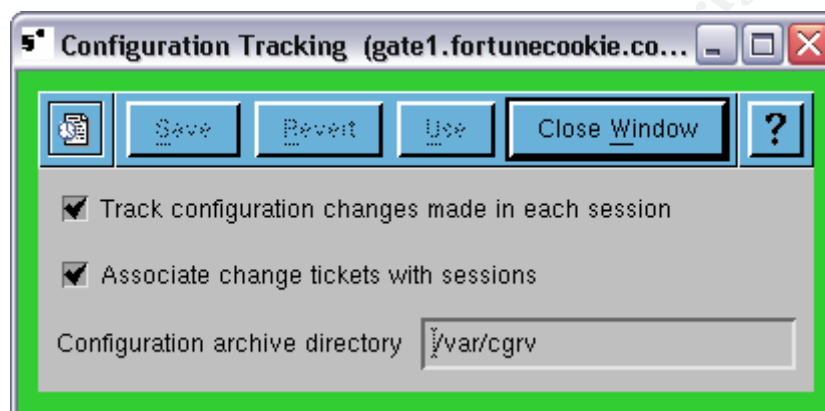 Configuration Tracking (gate1.fortunecookie.co...
Save Revert Use Close Window ?
Track configuration changes made in each session
Associate change tickets with sessions
Configuration archive directory /var/cgrv